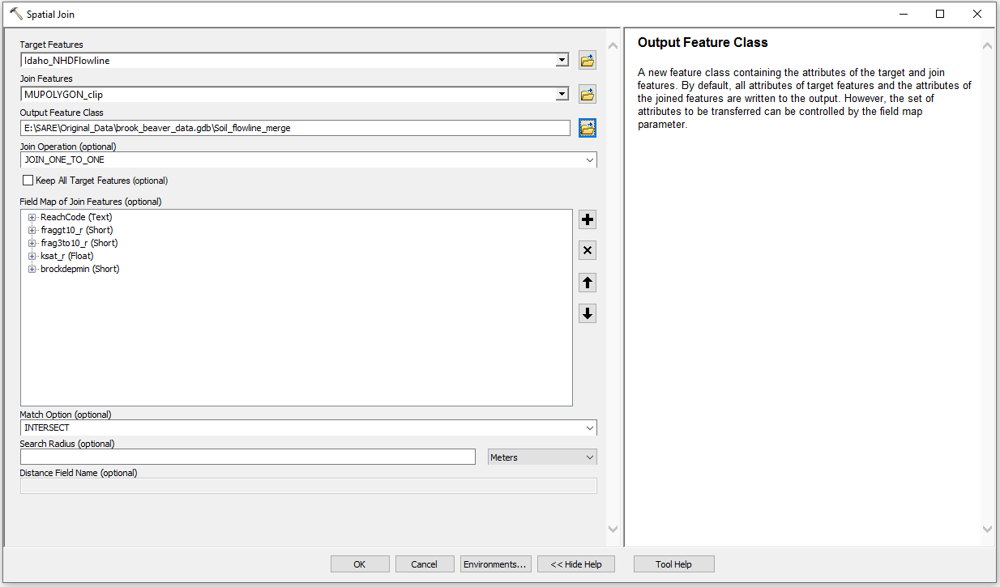 Spatial Join
Target Features
Idaho_NHDFlowline
Join Features
MUPOLYGON_clip
Output Feature Class
E:\SARE\Original_Data\brook_beaver_data.gdb\Soil_flowline_merge
Join Operation (optional)
JOIN_ONE_TO_ONE
Keep All Target Features (optional)
Field Map of Join Features (optional)
ReachCode (Text)
fraggt10_r (Short)
frag3to10_r (Short)
ksat_r (Float)
brockdepmin (Short)
Match Option (optional)
INTERSECT
Search Radius (optional)
Meters
Distance Field Name (optional)
Output Feature Class
A new feature class containing the attributes of the target and join
features. By default, all attributes of target features and the attributes of
the joined features are written to the output. However, the set of
attributes to be transferred can be controlled by the field map
parameter.
OK
Cancel
Environments...
<< Hide Help
Tool Help